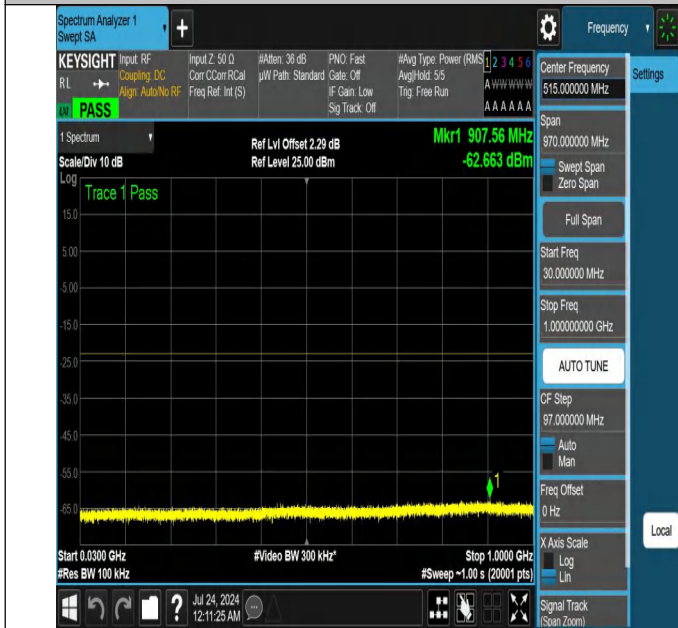 Spectrum Analyzer 1
Swept SA
+
Frequency
KEYSIGHT
RL
LXI
PASS
Input: RF
Coupling: DC
Align: Auto/No RF
Input Z: 50 Ω
Corr CCorr RCal
Freq Ref: Int (S)
#Atten: 36 dB
µW Path: Standard
PNO: Fast
Gate: Off
IF Gain: Low
Sig Track: Off
#Avg Type: Power (RMS
Avg|Hold: 5/5
Trig: Free Run
1 2 3 4 5 6
A W W W W W
A A A A A A
Center Frequency
515.000000 MHz
Settings
1 Spectrum
Scale/Div 10 dB
Ref Lvl Offset 2.29 dB
Ref Level 25.00 dBm
Mkr1 907.56 MHz
-62.663 dBm
Span
970.000000 MHz
Swept Span
Zero Span
Full Span
Start Freq
30.000000 MHz
Stop Freq
1.000000000 GHz
AUTO TUNE
CF Step
97.000000 MHz
Auto
Man
Freq Offset
0 Hz
X Axis Scale
Log
Lin
Local
Signal Track
(Span Zoom)
Log
Trace 1 Pass
15.0
5.00
-5.00
-15.0
-25.0
-35.0
-45.0
-55.0
-65.0
1
Start 0.0300 GHz
#Res BW 100 kHz
#Video BW 300 kHz*
Stop 1.0000 GHz
#Sweep ~1.00 s (20001 pts)
?
Jul 24, 2024
12:11:25 AM